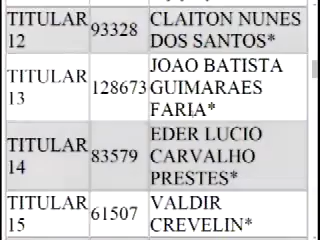 TITULAR 12 93328 CLAITON NUNES DOS SANTOS*
TITULAR 13 128673 JOAO BATISTA GUIMARAES FARIA*
TITULAR 14 83579 EDER LUCIO CARVALHO PRESTES*
TITULAR 15 61507 VALDIR CREVELIN*